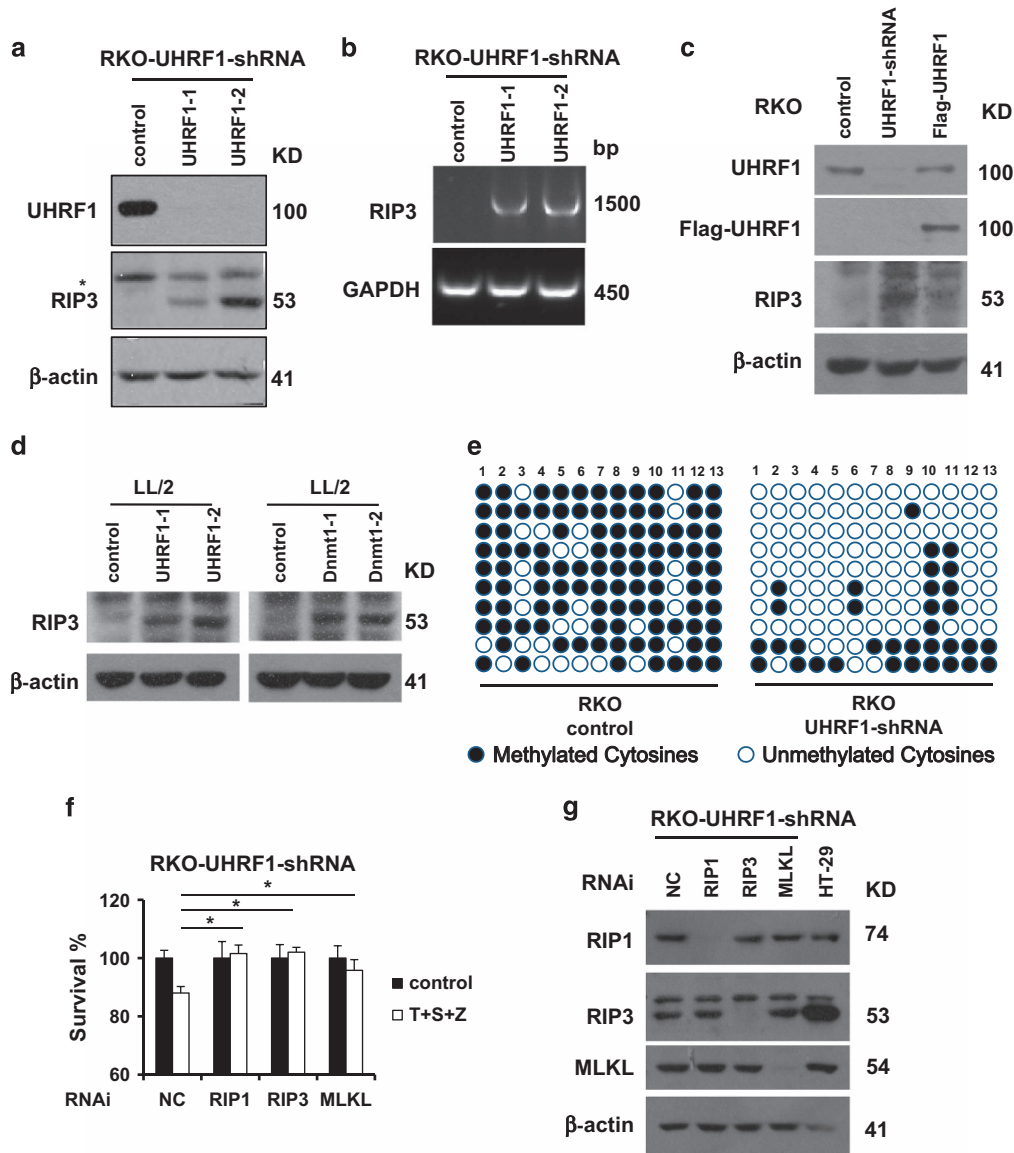 a
RKO-UHRF1-shRNA
control
UHRF1-1
UHRF1-2
KD
UHRF1
100
*
RIP3
53
β-actin
41
b
RKO-UHRF1-shRNA
control
UHRF1-1
UHRF1-2
bp
RIP3
1500
GAPDH
450
c
RKO
control
UHRF1-shRNA
Flag-UHRF1
KD
UHRF1
100
Flag-UHRF1
100
RIP3
53
β-actin
41
d
LL/2
LL/2
control
UHRF1-1
UHRF1-2
control
Dnmt1-1
Dnmt1-2
KD
RIP3
53
β-actin
41
e
1 2 3 4 5 6 7 8 9 10 11 12 13
1 2 3 4 5 6 7 8 9 10 11 12 13
RKO
control
RKO
UHRF1-shRNA
Methylated Cytosines
Unmethylated Cytosines
f
RKO-UHRF1-shRNA
Survival %
120
100
80
60
*
*
*
control
T+S+Z
RNAi
NC
RIP1
RIP3
MLKL
g
RKO-UHRF1-shRNA
RNAi
NC
RIP1
RIP3
MLKL
HT-29
KD
RIP1
74
RIP3
53
MLKL
54
β-actin
41